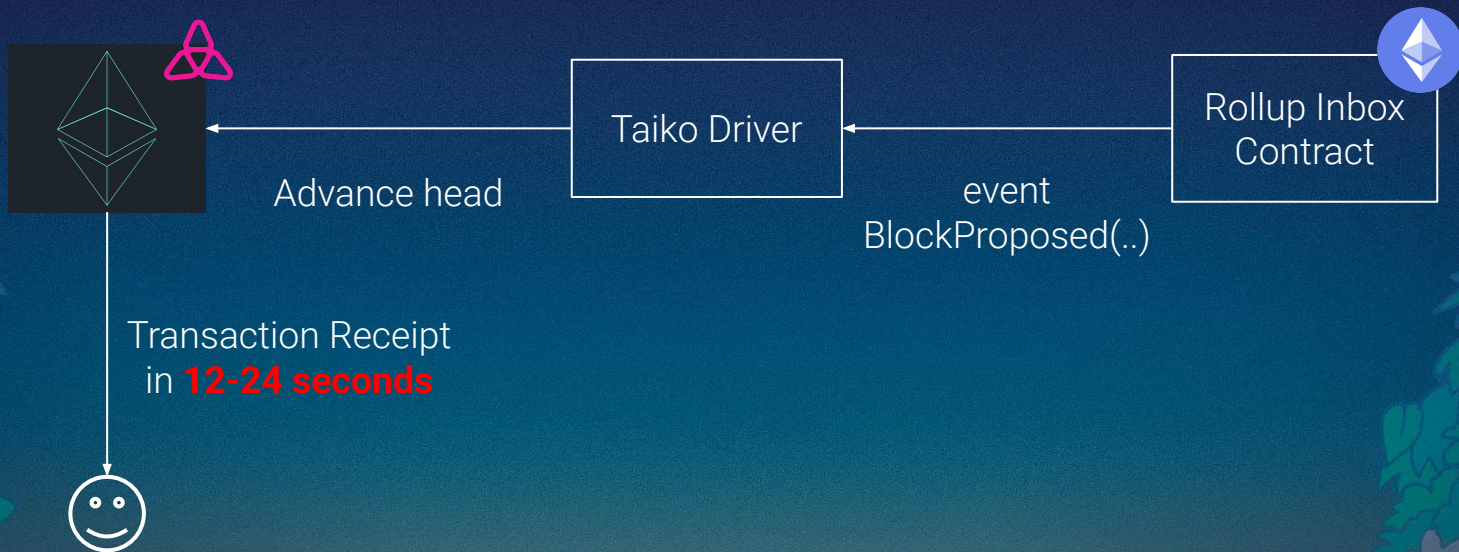 Taiko Driver
Rollup Inbox
Contract
Advance head
event
BlockProposed(..)
Transaction Receipt
in 12-24 seconds